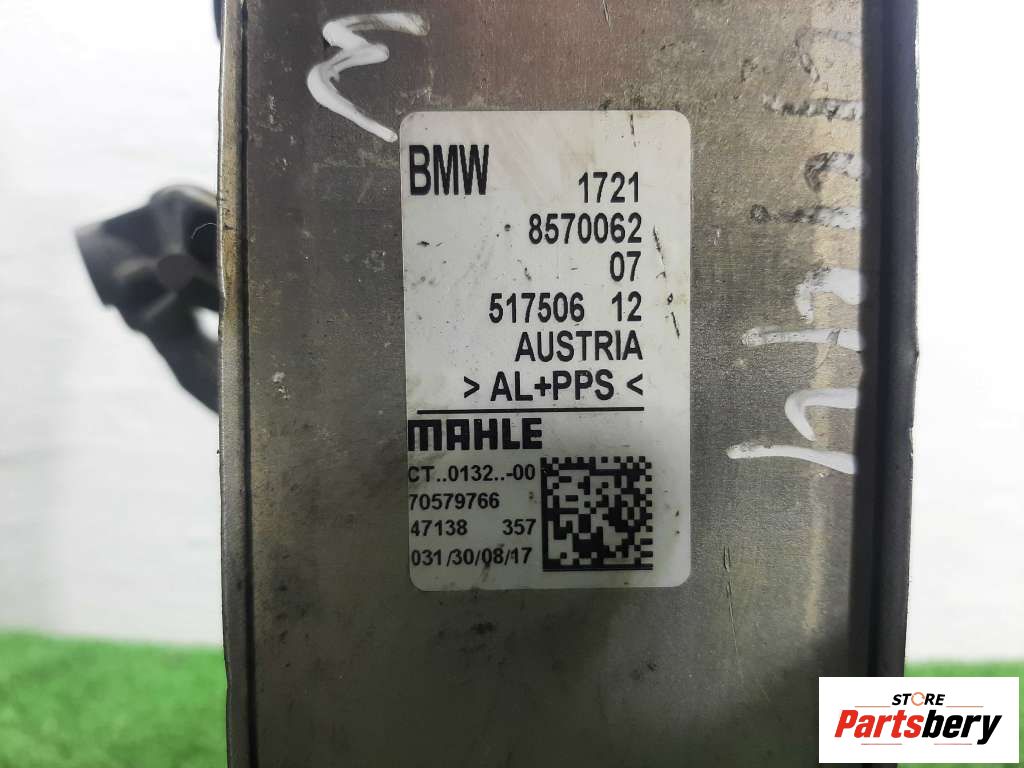 BMW
1721
8570062
07
517506 12
AUSTRIA
> AL+PPS <
MAHLE
CT..0132..-00
70579766
47138 357
031/30/08/17
STORE
Partsbery